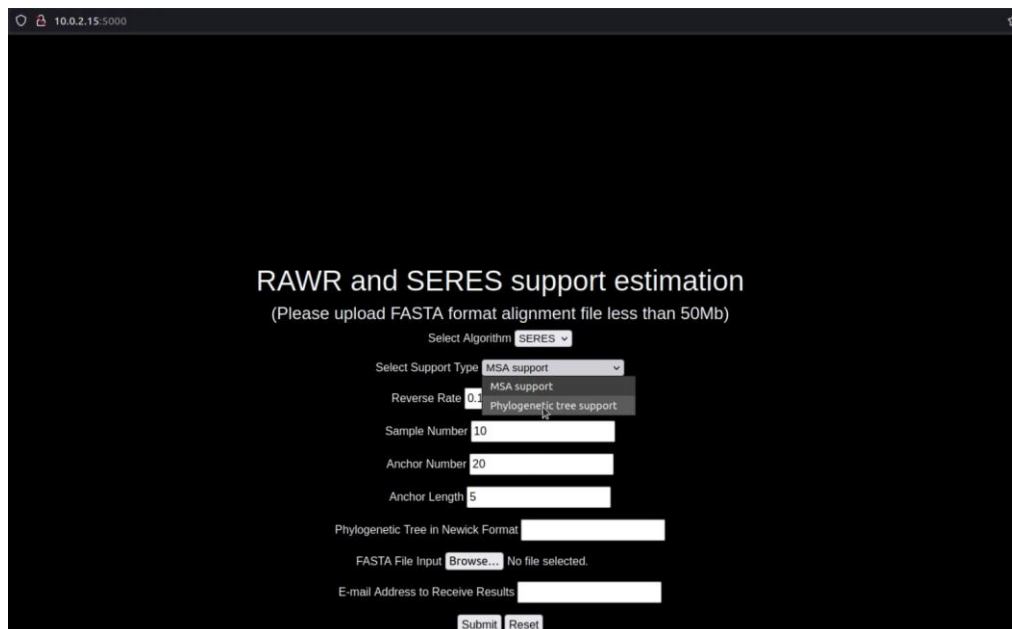 10.0.2.15:5000
RAWR and SERES support estimation
(Please upload FASTA format alignment file less than 50Mb)
Select Algorithm SERES
Select Support Type MSA support
MSA support
Reverse Rate 0.1
Phylogenetic tree support
Sample Number 10
Anchor Number 20
Anchor Length 5
Phylogenetic Tree in Newick Format
FASTA File Input Browse... No file selected.
E-mail Address to Receive Results
Submit Reset